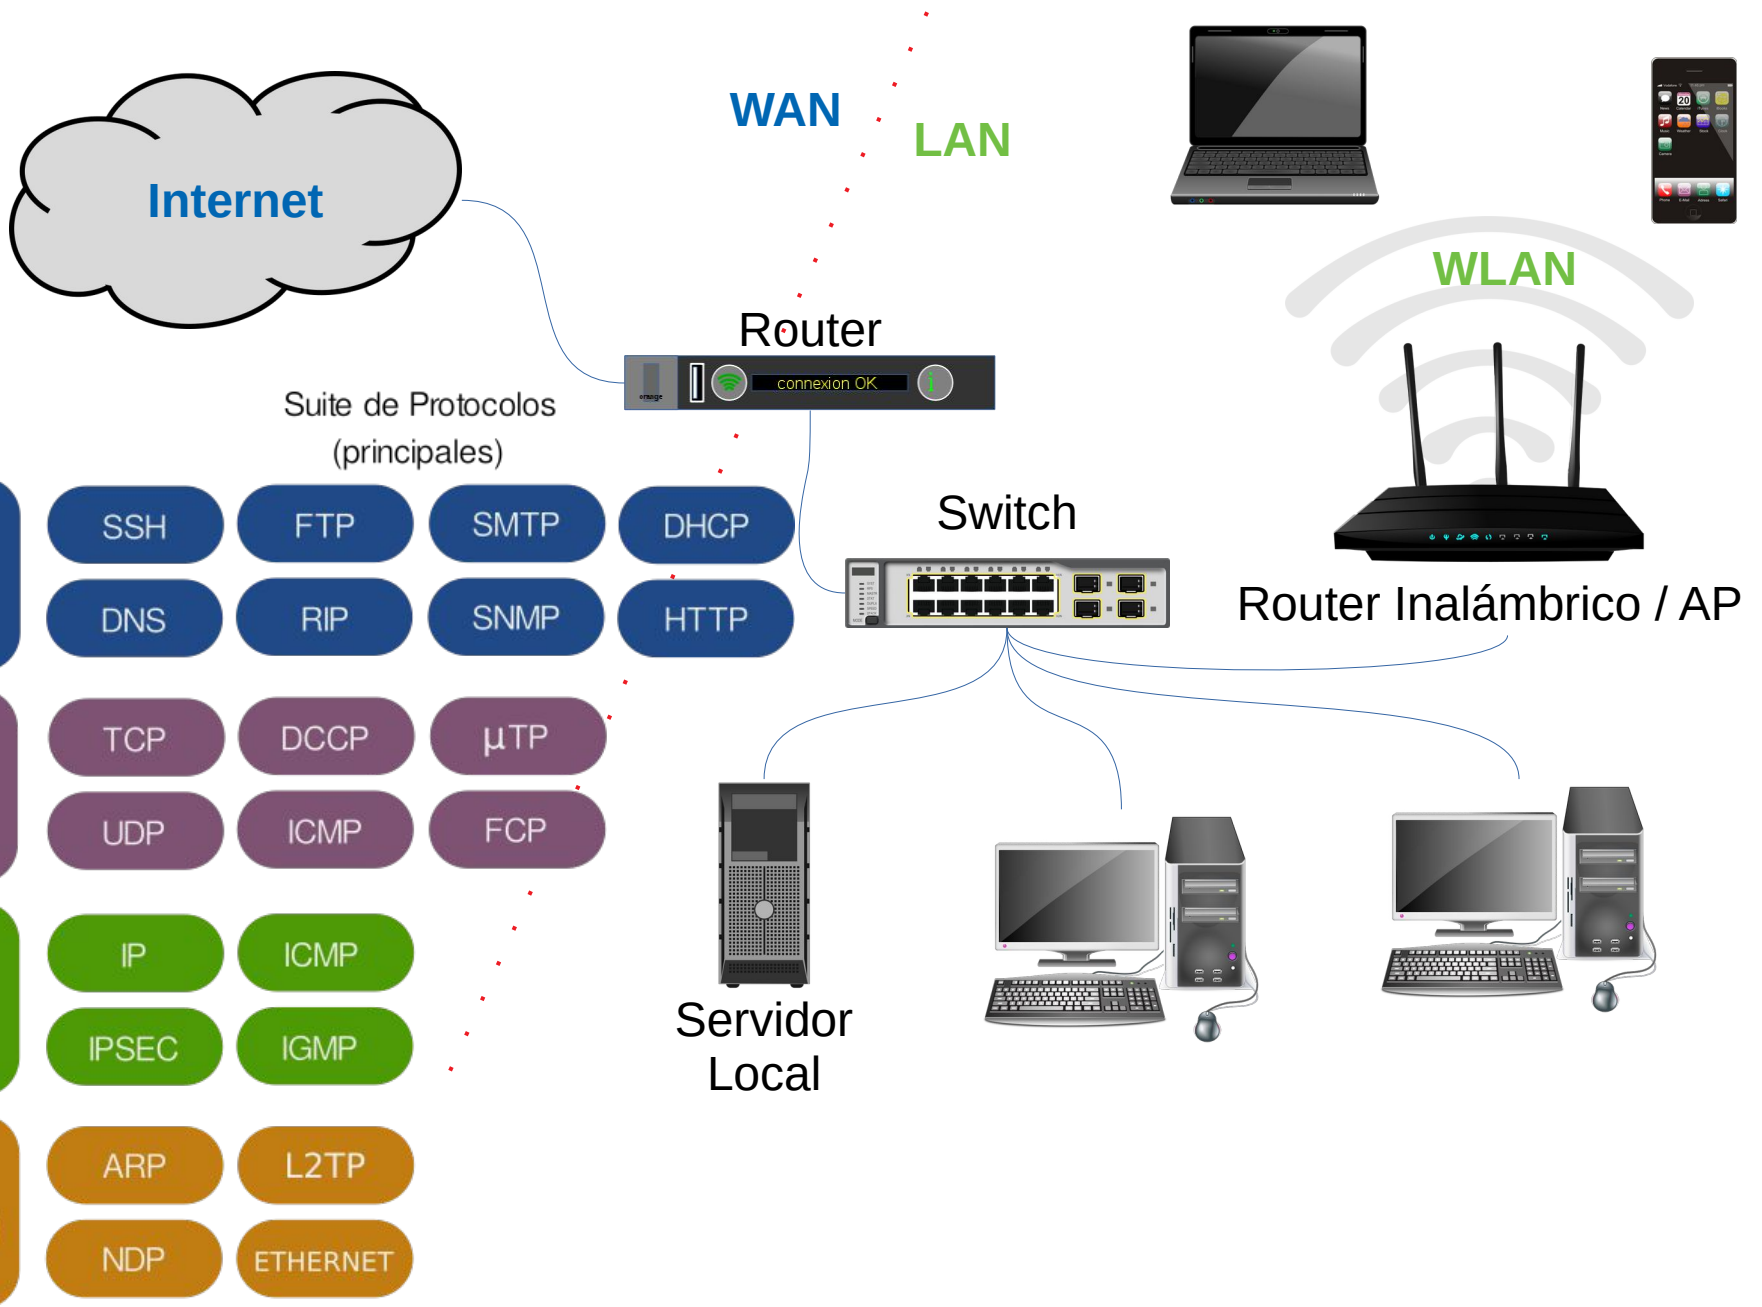 WAN
LAN
Internet
WLAN
Router
orange
connexion OK
i
Suite de Protocolos
(principales)
Switch
Router Inalámbrico / AP
SSH FTP SMTP DHCP
DNS RIP SNMP HTTP
TCP DCCP µTP
UDP ICMP FCP
IP ICMP
IPSEC IGMP
ARP L2TP
NDP ETHERNET
Servidor
Local
20